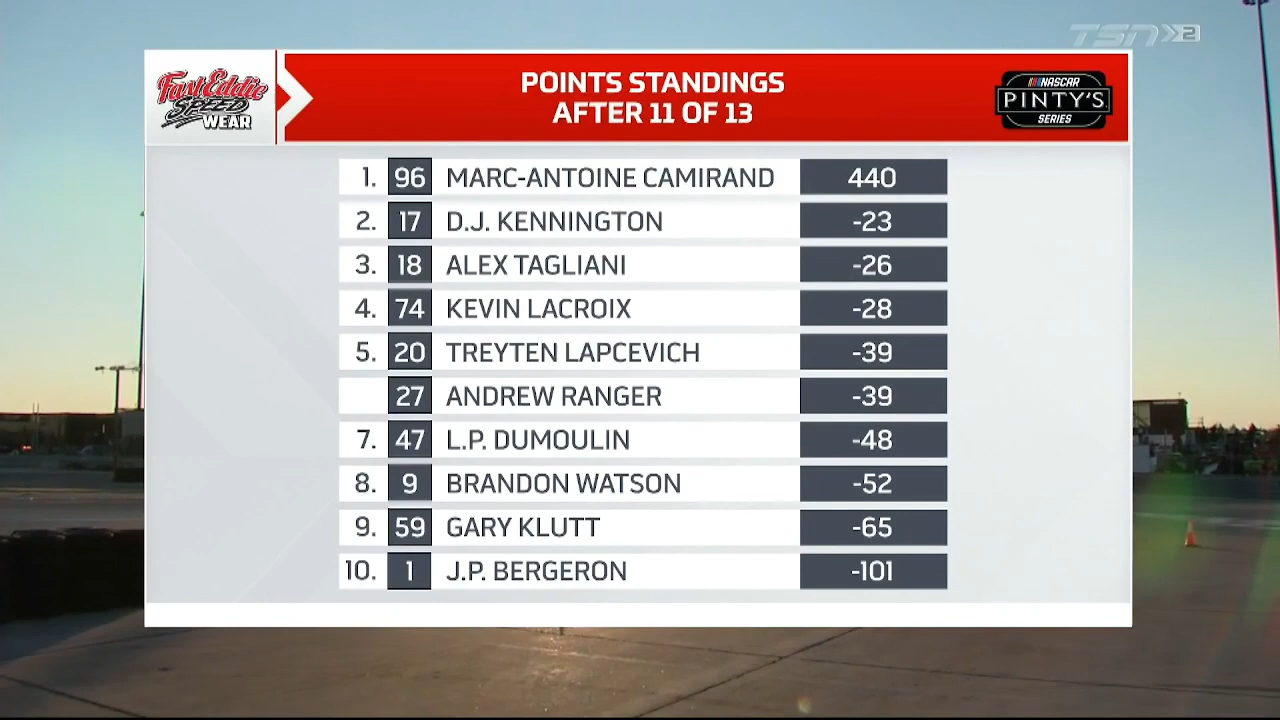 TSN 2
Fast Eddie
SPEED
WEAR
POINTS STANDINGS
AFTER 11 OF 13
NASCAR
PINTY'S
SERIES
1. 96 MARC-ANTOINE CAMIRAND 440
2. 17 D.J. KENNINGTON -23
3. 18 ALEX TAGLIANI -26
4. 74 KEVIN LACROIX -28
5. 20 TREYTEN LAPCEVICH -39
27 ANDREW RANGER -39
7. 47 L.P. DUMOULIN -48
8. 9 BRANDON WATSON -52
9. 59 GARY KLUTT -65
10. 1 J.P. BERGERON -101